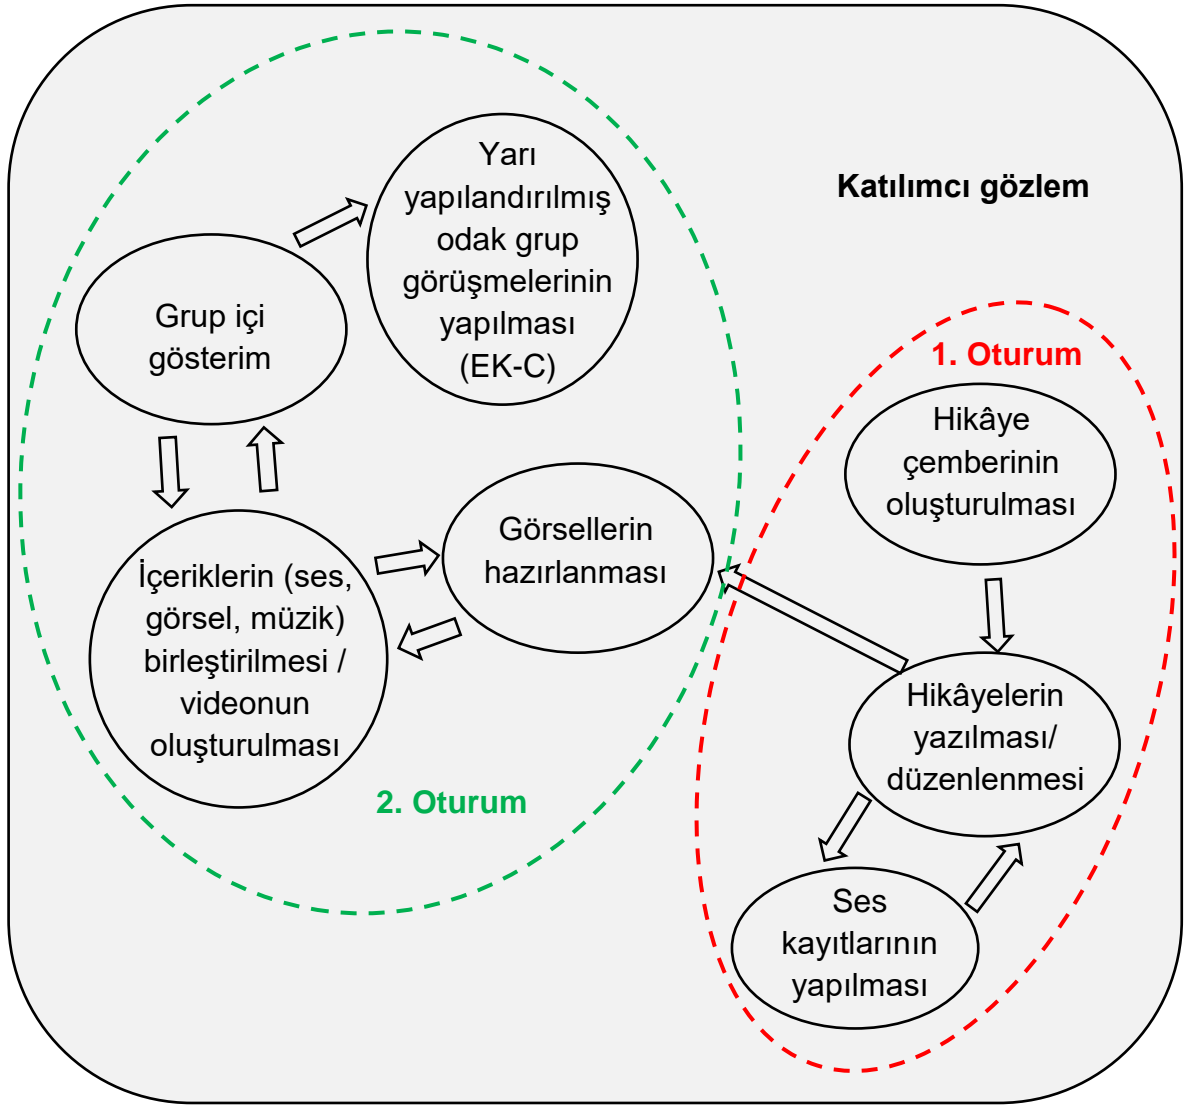 Katılımcı gözlem
1. Oturum
Hikâye
çemberinin
oluşturulması
Hikâyelerin
yazılması/
düzenlenmesi
Ses
kayıtlarının
yapılması
2. Oturum
Görsellerin
hazırlanması
İçeriklerin (ses,
görsel, müzik)
birleştirilmesi /
videonun
oluşturulması
Grup içi
gösterim
Yarı
yapılandırılmış
odak grup
görüşmelerinin
yapılması
(EK-C)